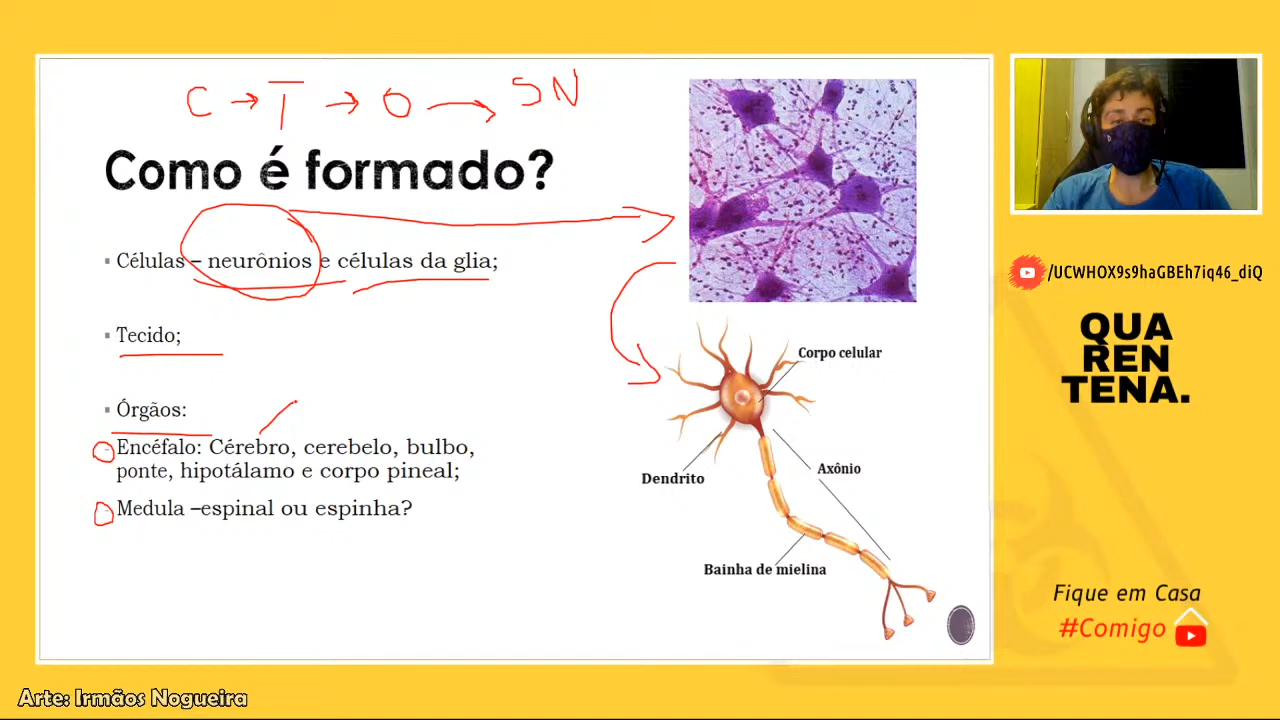 C → T → O → SN
Como é formado?
Células – neurônios e células da glia;
Tecido;
Órgãos:
Encéfalo: Cérebro, cerebelo, bulbo,
ponte, hipotálamo e corpo pineal;
Medula –espinal ou espinha?
Corpo celular
Dendrito
Axônio
Bainha de mielina
/UCWHOX9s9haGBEh7iq46_diQ
QUA
REN
TENA.
Fique em Casa
#Comigo
Arte: Irmãos Nogueira